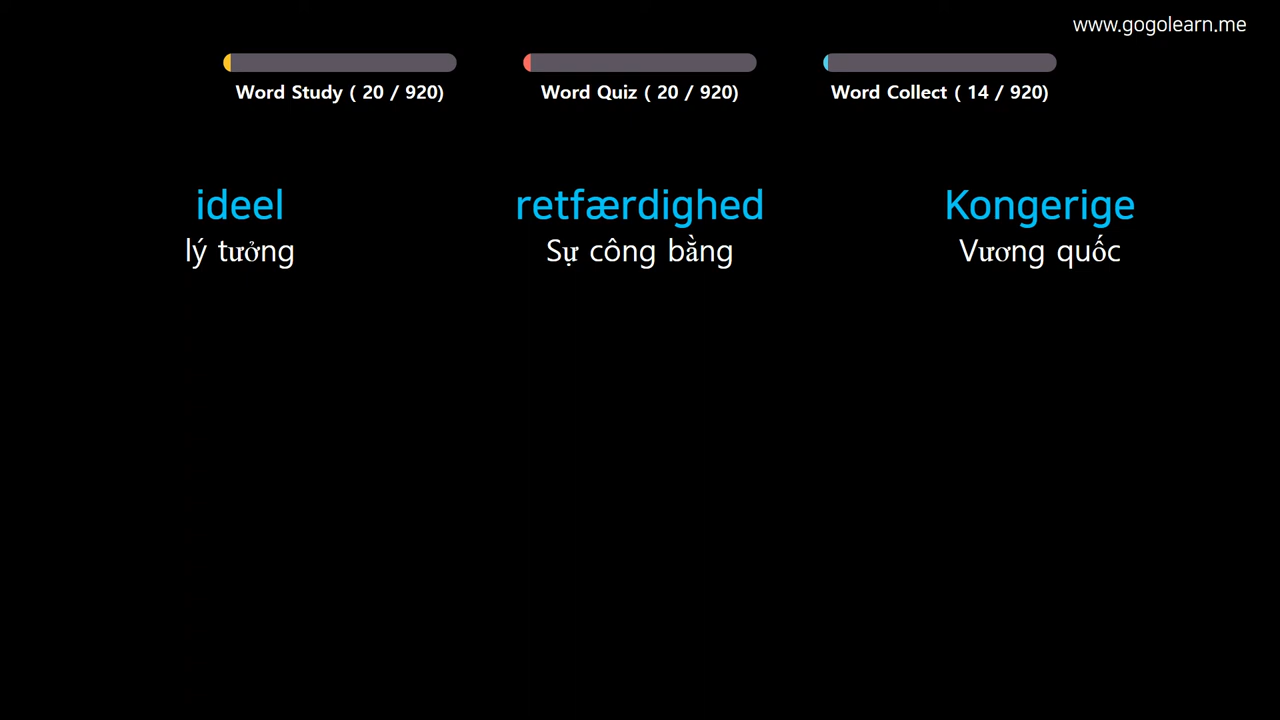 www.gogolearn.me
Word Study ( 20 / 920)
Word Quiz ( 20 / 920)
Word Collect ( 14 / 920)
ideel
lý tưởng
retfærdighed
Sự công bằng
Kongerige
Vương quốc